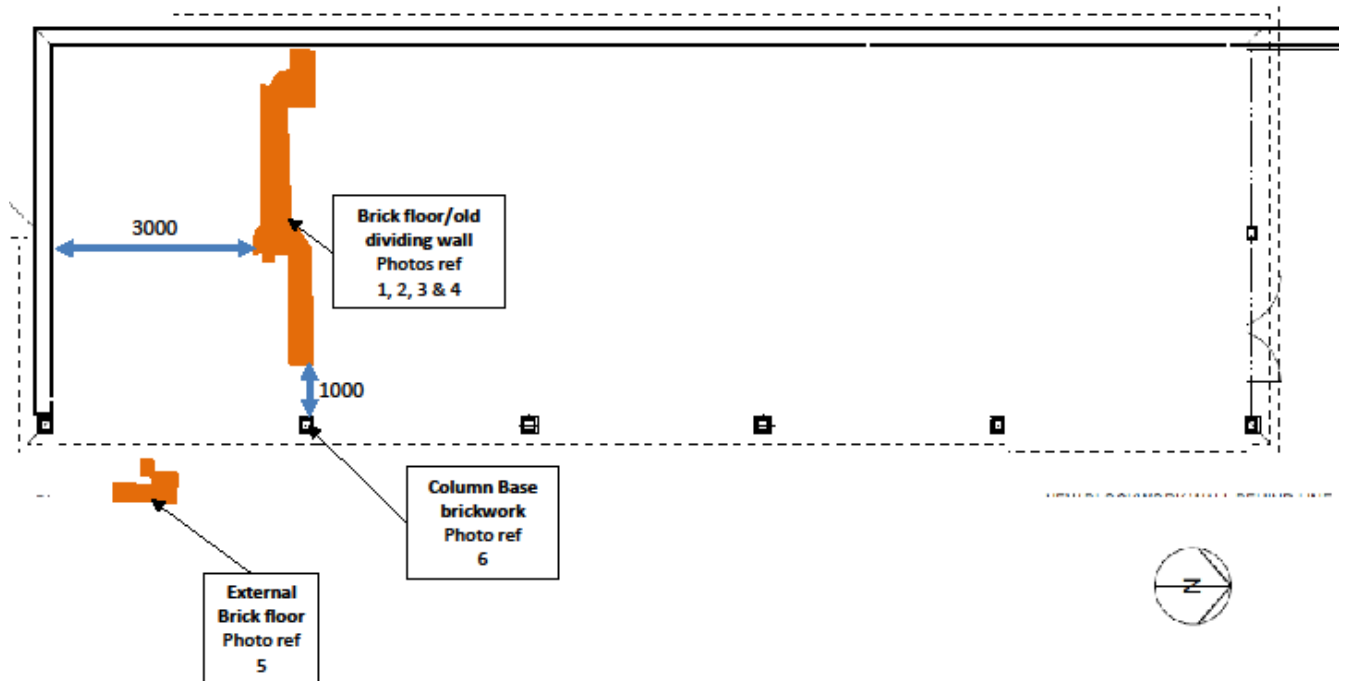 3000
Brick floor/old
dividing wall
Photos ref
1, 2, 3 & 4
1000
Column Base
brickwork
Photo ref
6
External
Brick floor
Photo ref
5
N